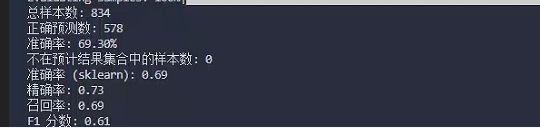 总样本数: 834
正确预测数: 578
准确率: 69.30%
不在预计结果集合中的样本数: 0
准确率 (sklearn): 0.69
精确率: 0.73
召回率: 0.69
F1 分数: 0.61